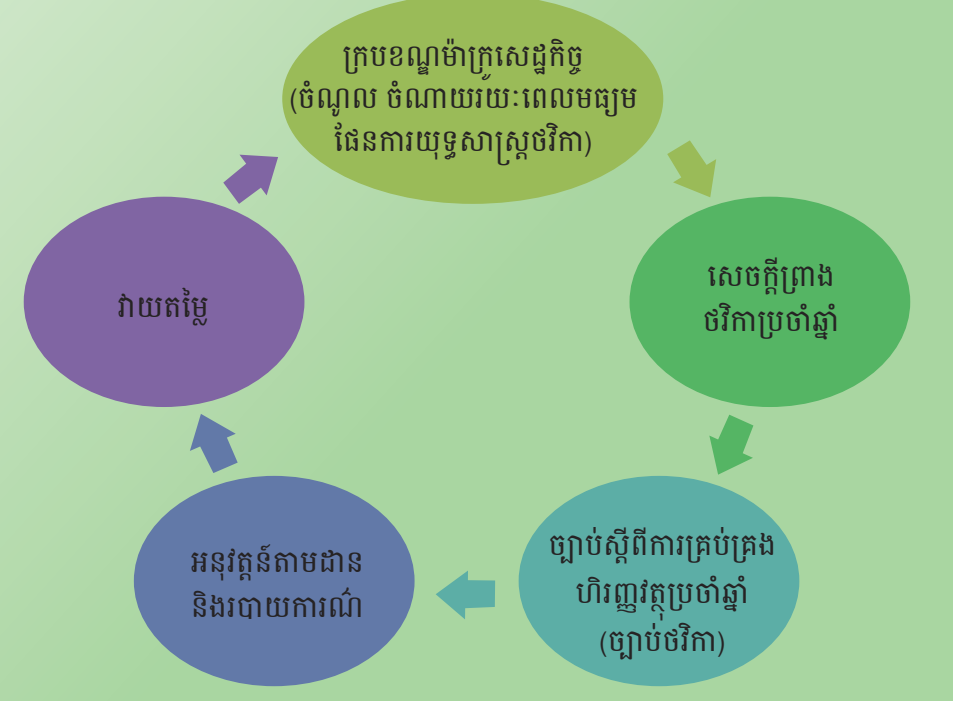 ក្របខណ្ឌម៉ាក្រូសេដ្ឋកិច្ច
(ចំណូល ចំណាយរយៈពេលមធ្យម
ផែនការយុទ្ធសាស្ត្រថវិកា)
សេចក្តីព្រាង
ថវិកាប្រចាំឆ្នាំ
ច្បាប់ស្តីពីការគ្រប់គ្រង
ហិរញ្ញវត្ថុប្រចាំឆ្នាំ
(ច្បាប់ថវិកា)
អនុវត្តន៍តាមដាន
និងរបាយការណ៌
វាយតម្លៃ